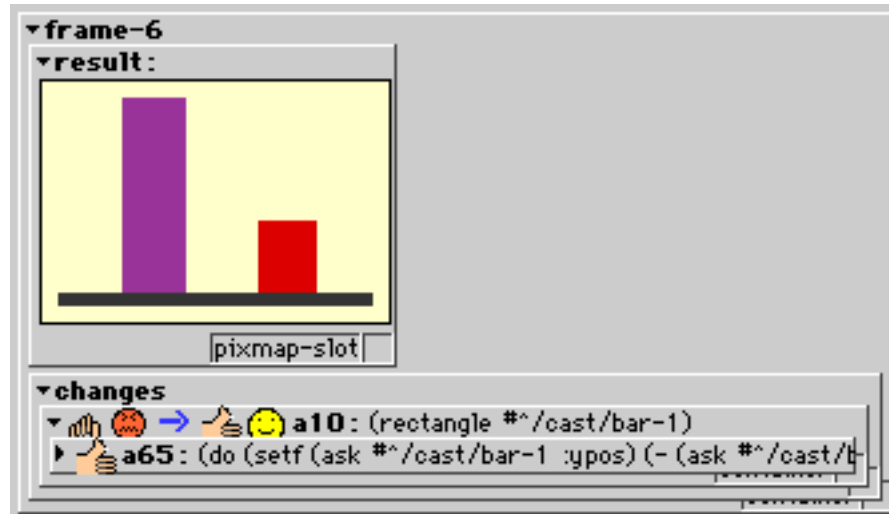 frame-6
result:
pixmap-slot
changes
a10: (rectangle #^/cast/bar-1)
a65: (do (setf (ask #^/cast/bar-1 :ypos) (- (ask #^/cast/b